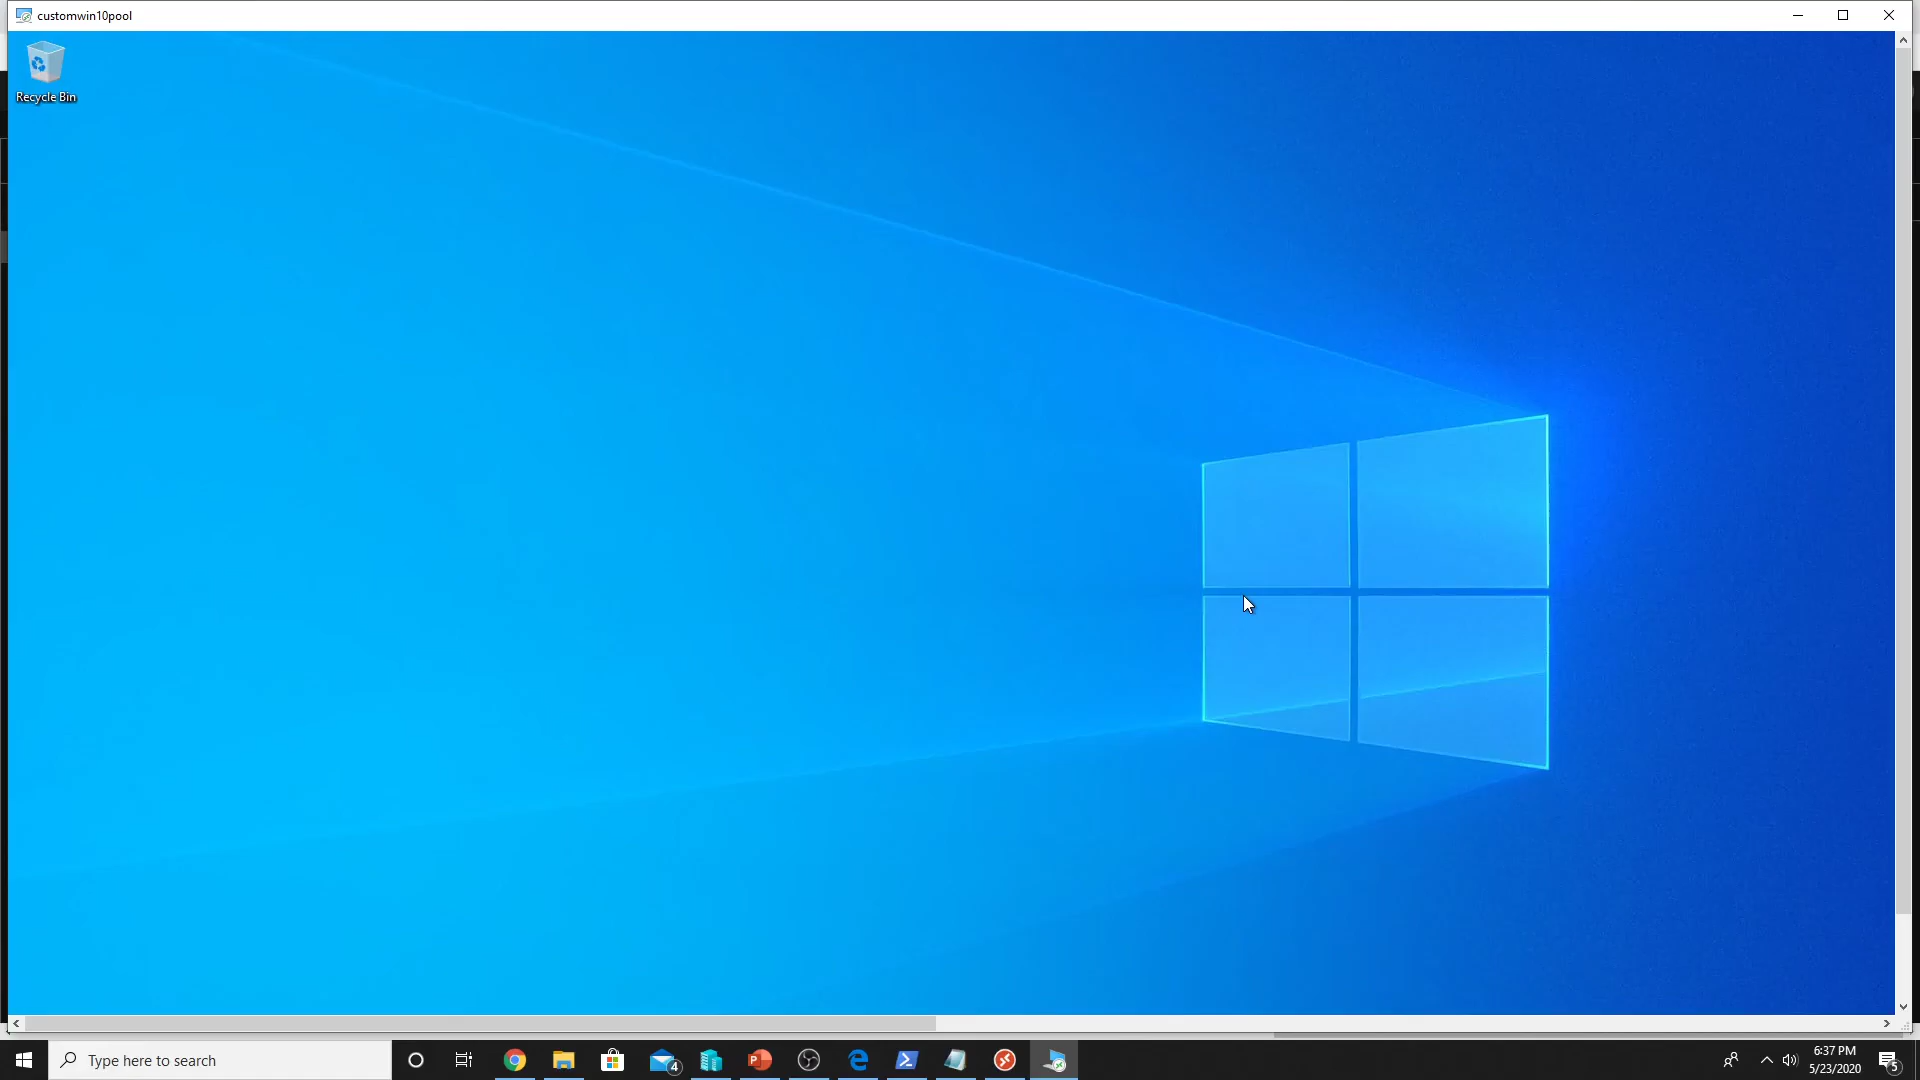 customwin10pool
Recycle Bin
Type here to search
4
6:37 PM
5/23/2020
5